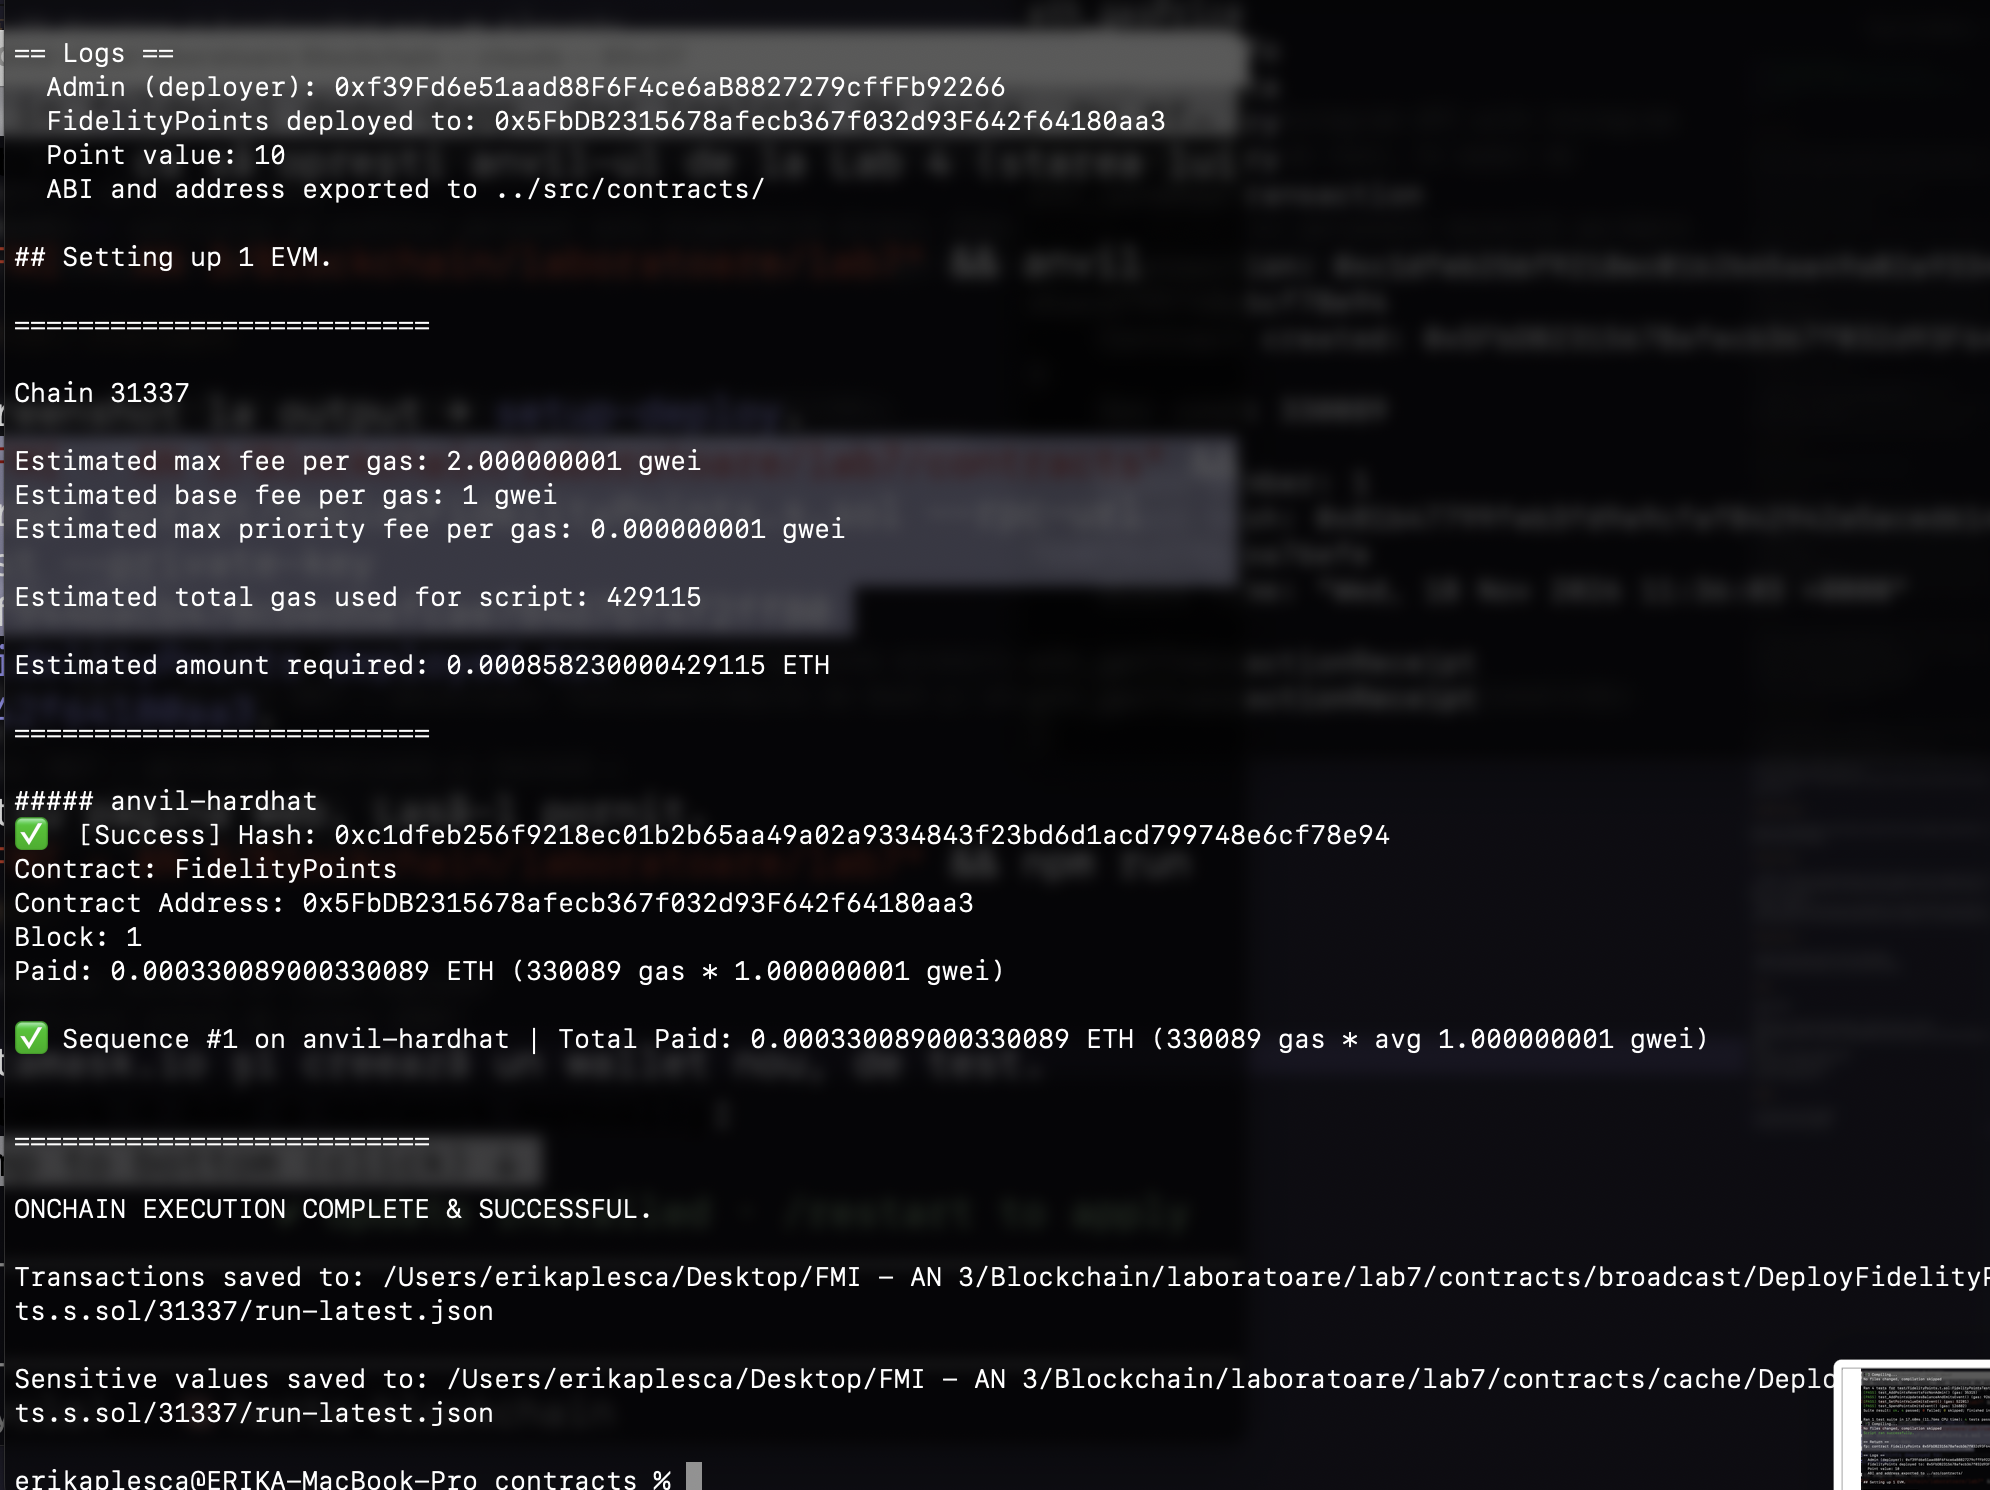 == Logs ==
Admin (deployer): 0xf39Fd6e51aad88F6F4ce6aB8827279cffFb92266
FidelityPoints deployed to: 0x5FbDB2315678afecb367f032d93F642f64180aa3
Point value: 10
ABI and address exported to ../src/contracts/
## Setting up 1 EVM.
==========================
Chain 31337
Estimated max fee per gas: 2.000000001 gwei
Estimated base fee per gas: 1 gwei
Estimated max priority fee per gas: 0.000000001 gwei
Estimated total gas used for script: 429115
Estimated amount required: 0.000858230000429115 ETH
==========================
##### anvil-hardhat
✅ [Success] Hash: 0xc1dfeb256f9218ec01b2b65aa49a02a9334843f23bd6d1acd799748e6cf78e94
Contract: FidelityPoints
Contract Address: 0x5FbDB2315678afecb367f032d93F642f64180aa3
Block: 1
Paid: 0.000330089000330089 ETH (330089 gas * 1.000000001 gwei)
✅ Sequence #1 on anvil-hardhat | Total Paid: 0.000330089000330089 ETH (330089 gas * avg 1.000000001 gwei)
==========================
ONCHAIN EXECUTION COMPLETE & SUCCESSFUL.
Transactions saved to: /Users/erikaplesca/Desktop/FMI – AN 3/Blockchain/laboratoare/lab7/contracts/broadcast/DeployFidelityP
ts.s.sol/31337/run-latest.json
Sensitive values saved to: /Users/erikaplesca/Desktop/FMI – AN 3/Blockchain/laboratoare/lab7/contracts/cache/Deplo
ts.s.sol/31337/run-latest.json
erikaplesca@ERIKA-MacBook-Pro contracts %